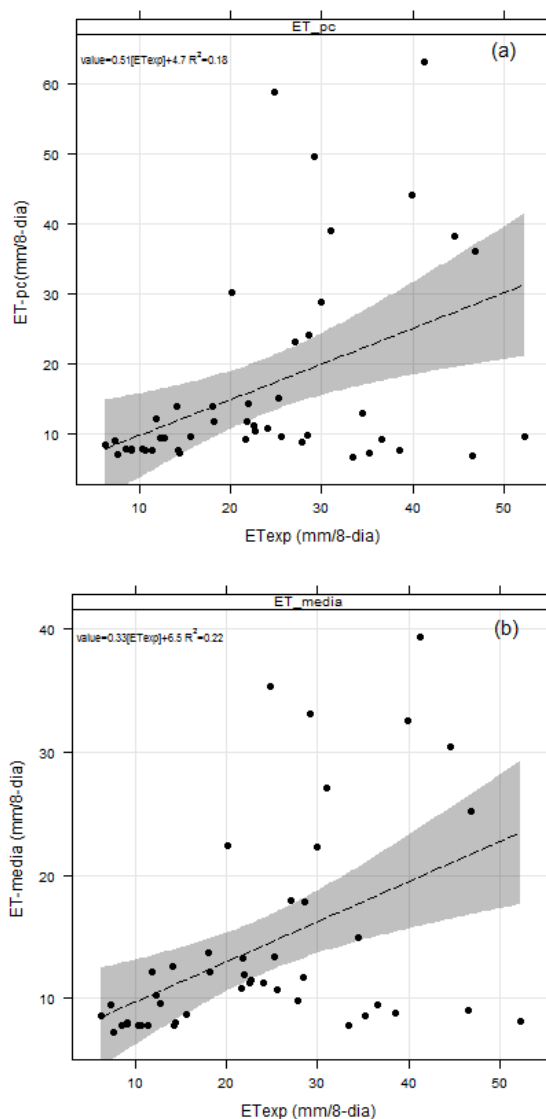 ET_pc
(a)
value=0.51[ETexp]+4.7 R²=0.18
60
50
40
30
20
10
ET-pc(mm/8-dia)
10 20 30 40 50
ETexp (mm/8-dia)
ET_media
(b)
value=0.33[ETexp]+6.5 R²=0.22
40
30
20
10
ET-media (mm/8-dia)
10 20 30 40 50
ETexp (mm/8-dia)